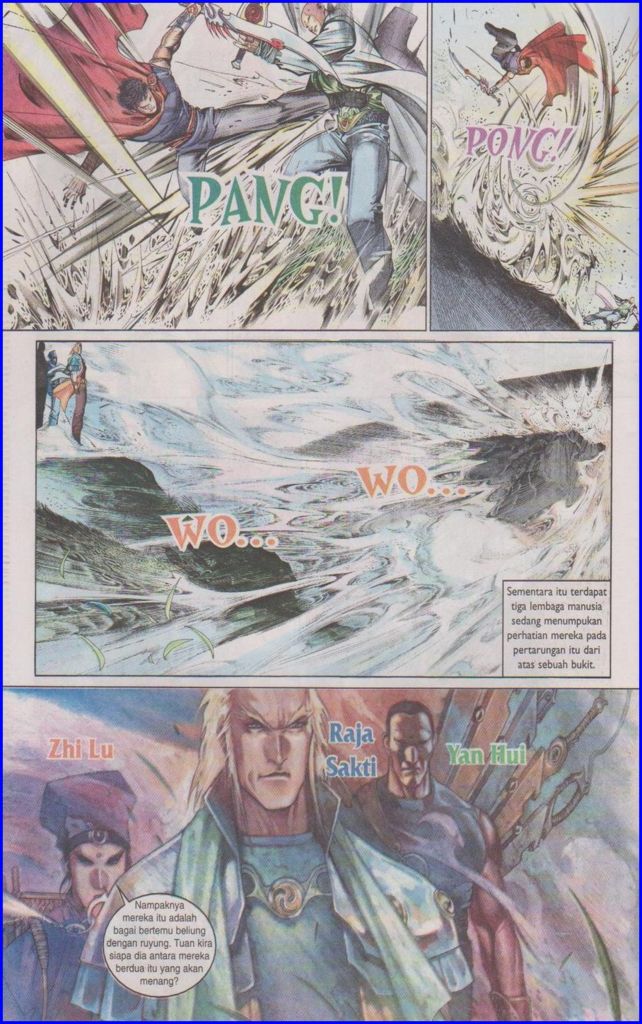 PANG!
PONG!
WO...
WO...
Sementara itu terdapat
tiga lembaga manusia
sedang menumpukan
perhatian mereka pada
pertarungan itu dari
atas sebuah bukit.
Zhi Lu
Raja
Sakti
Yan Hui
Nampaknya
mereka itu adalah
bagai bertemu beliung
dengan ruyung. Tuan kira
siapa dia antara mereka
berdua itu yang akan
menang?